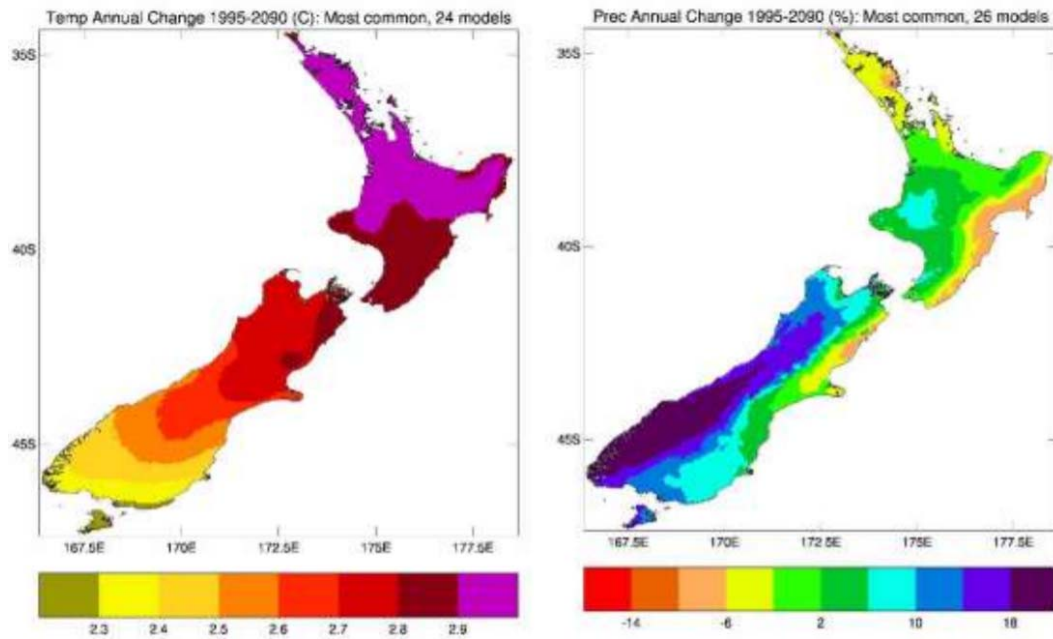 Temp Annual Change 1995-2090 (C): Most common, 24 models
Prec Annual Change 1995-2090 (%): Most common, 26 models
35S
40S
45S
167.5E 170E 172.5E 175E 177.5E
2.3 2.4 2.5 2.6 2.7 2.8 2.9
35S
40S
45S
167.5E 170E 172.5E 175E 177.5E
-14 -6 2 10 18